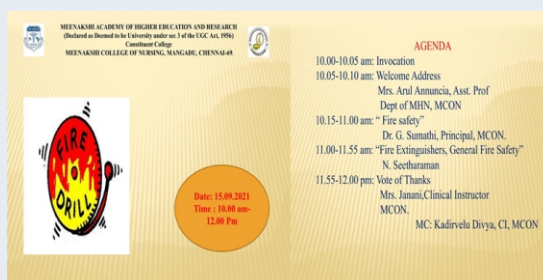 MEENAKSHI ACADEMY OF HIGHER EDUCATION AND RESEARCH
(Declared as Deemed to be University under sec 3 of the UGC Act, 1956)
Constituent College
MEENAKSHI COLLEGE OF NURSING, MANGADU, CHENNAI-69.
FIRE
DRILL
Date: 15.09.2021
Time : 10.00 am-
12.00 Pm
AGENDA
10.00-10.05 am: Invocation
10.05-10.10 am: Welcome Address
Mrs. Arul Annuncia, Asst. Prof
Dept of MHN, MCON
10.15-11.00 am: “ Fire safety”
Dr. G. Sumathi, Principal, MCON.
11.00-11.55 am: “Fire Extinguishers, General Fire Safety”
N. Seetharaman
11.55-12.00 pm: Vote of Thanks
Mrs. Janani,Clinical Instructor
MCON.
MC: Kadirvelu Divya, CI, MCON